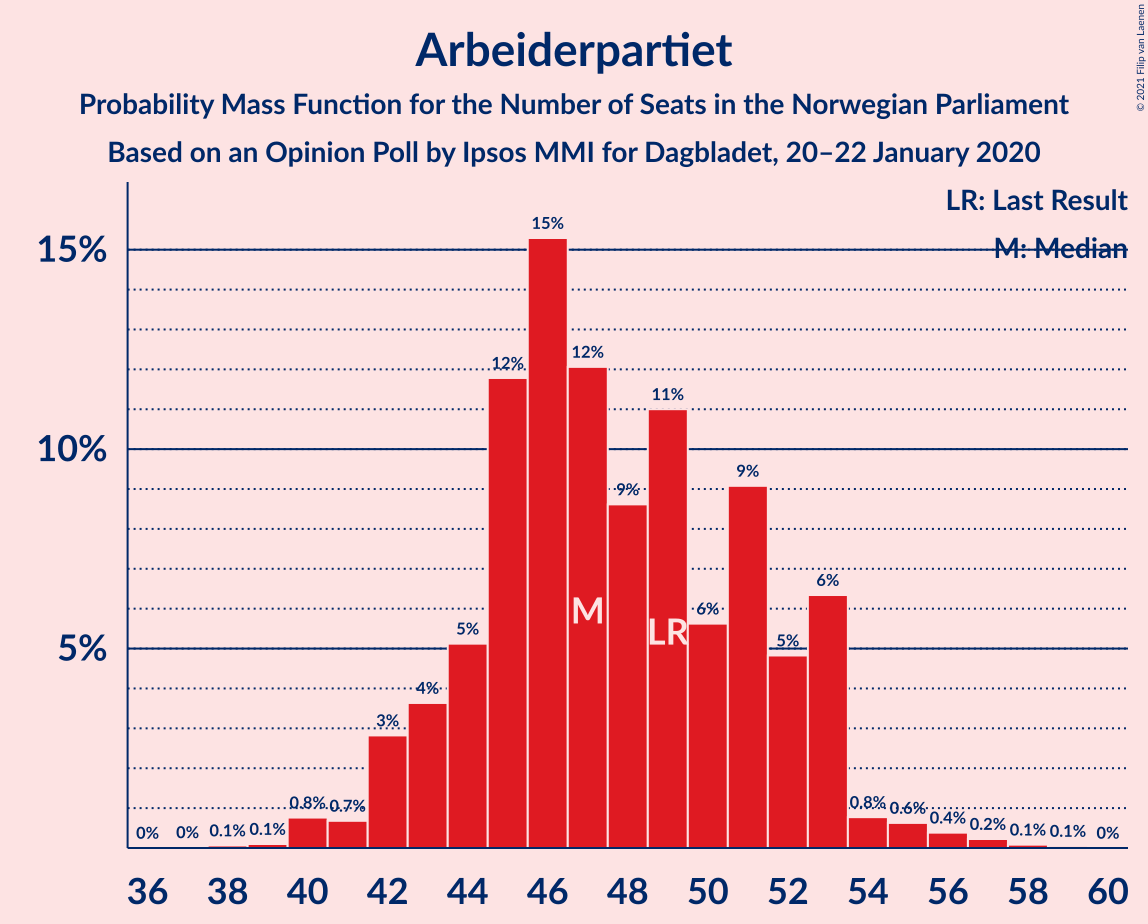 Arbeiderpartiet
Probability Mass Function for the Number of Seats in the Norwegian Parliament
Based on an Opinion Poll by Ipsos MMI for Dagbladet, 20–22 January 2020
© 2021 Filip van Laenen
LR: Last Result
M: Median
15%
10%
5%
0% 0% 0.1% 0.1% 0.8% 0.7% 3% 4% 5% 12% 15% 12% 9% 11% 6% 9% 5% 6% 0.8% 0.6% 0.4% 0.2% 0.1% 0.1% 0%
M LR
36 38 40 42 44 46 48 50 52 54 56 58 60